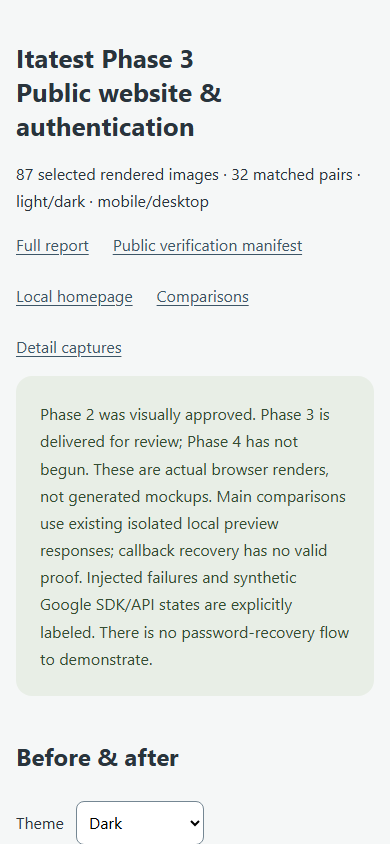 Itatest Phase 3
Public website &
authentication
87 selected rendered images · 32 matched pairs ·
light/dark · mobile/desktop
Full report Public verification manifest
Local homepage Comparisons
Detail captures
Phase 2 was visually approved. Phase 3 is
delivered for review; Phase 4 has not
begun. These are actual browser renders,
not generated mockups. Main comparisons
use existing isolated local preview
responses; callback recovery has no valid
proof. Injected failures and synthetic
Google SDK/API states are explicitly
labeled. There is no password-recovery flow
to demonstrate.
Before & after
Theme Dark